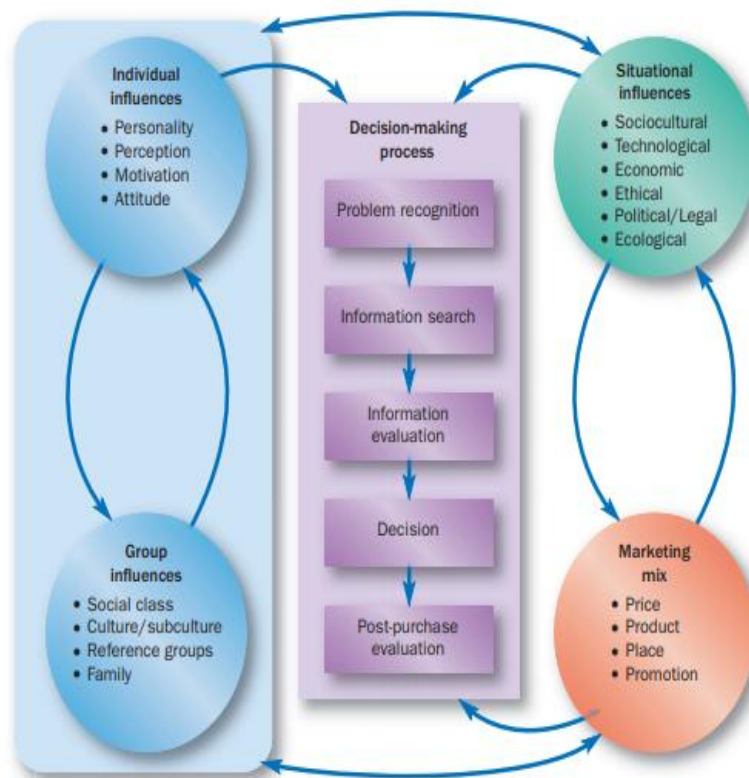 Individual
influences
• Personality
• Perception
• Motivation
• Attitude
Decision-making
process
Problem recognition
Information search
Information
evaluation
Decision
Post-purchase
evaluation
Situational
influences
• Sociocultural
• Technological
• Economic
• Ethical
• Political/Legal
• Ecological
Group
influences
• Social class
• Culture/subculture
• Reference groups
• Family
Marketing
mix
• Price
• Product
• Place
• Promotion